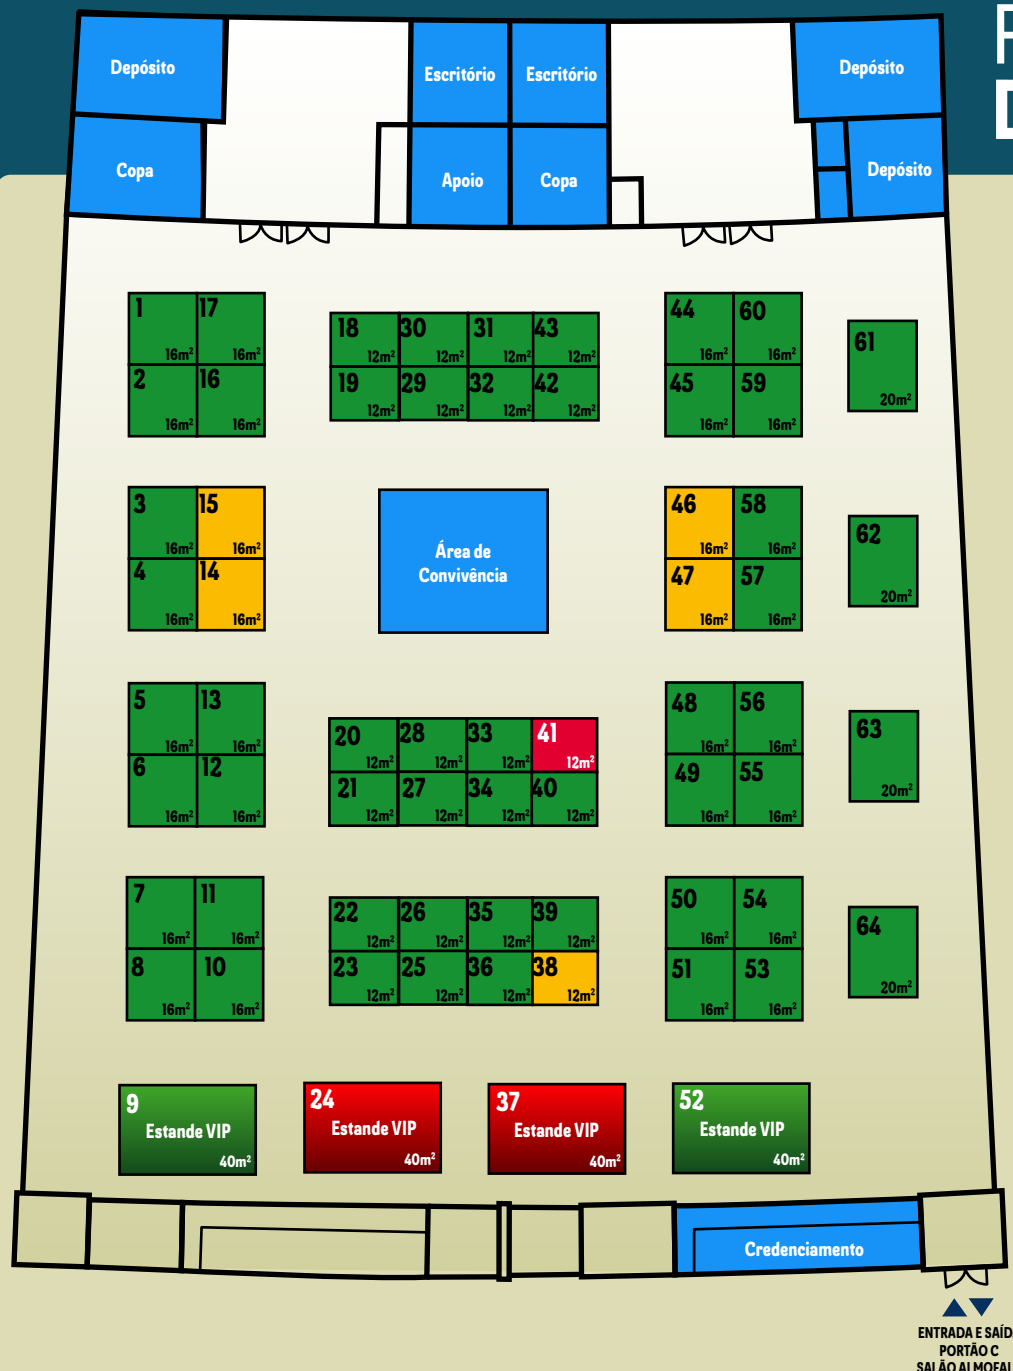 Depósito
Escritório
Escritório
Depósito
Copa
Apoio
Copa
Depósito
1
16m²
17
16m²
2
16m²
16
16m²
18
12m²
30
12m²
31
12m²
43
12m²
19
12m²
29
12m²
32
12m²
42
12m²
44
16m²
60
16m²
45
16m²
59
16m²
61
20m²
3
16m²
15
16m²
4
16m²
14
16m²
Área de
Convivência
46
16m²
58
16m²
47
16m²
57
16m²
62
20m²
5
16m²
13
16m²
6
16m²
12
16m²
20
12m²
28
12m²
33
12m²
41
12m²
21
12m²
27
12m²
34
12m²
40
12m²
48
16m²
56
16m²
49
16m²
55
16m²
63
20m²
7
16m²
11
16m²
8
16m²
10
16m²
22
12m²
26
12m²
35
12m²
39
12m²
23
12m²
25
12m²
36
12m²
38
12m²
50
16m²
54
16m²
51
16m²
53
16m²
64
20m²
9
Estande VIP
40m²
24
Estande VIP
40m²
37
Estande VIP
40m²
52
Estande VIP
40m²
Credenciamento
ENTRADA E SAÍD
PORTÃO C
SALÃO ALMOFAL